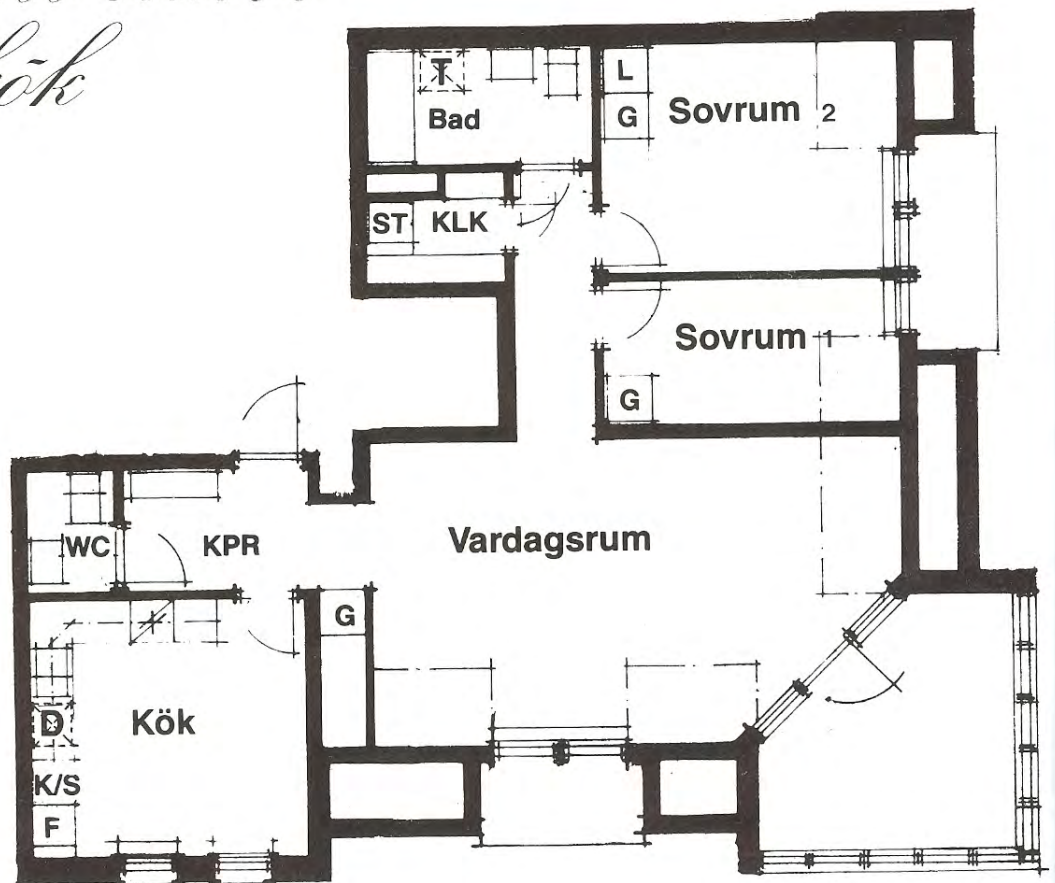 kök
T
Bad
L
G
Sovrum 2
ST
KLK
Sovrum 1
G
WC
KPR
Vardagsrum
G
D
Kök
K/S
F